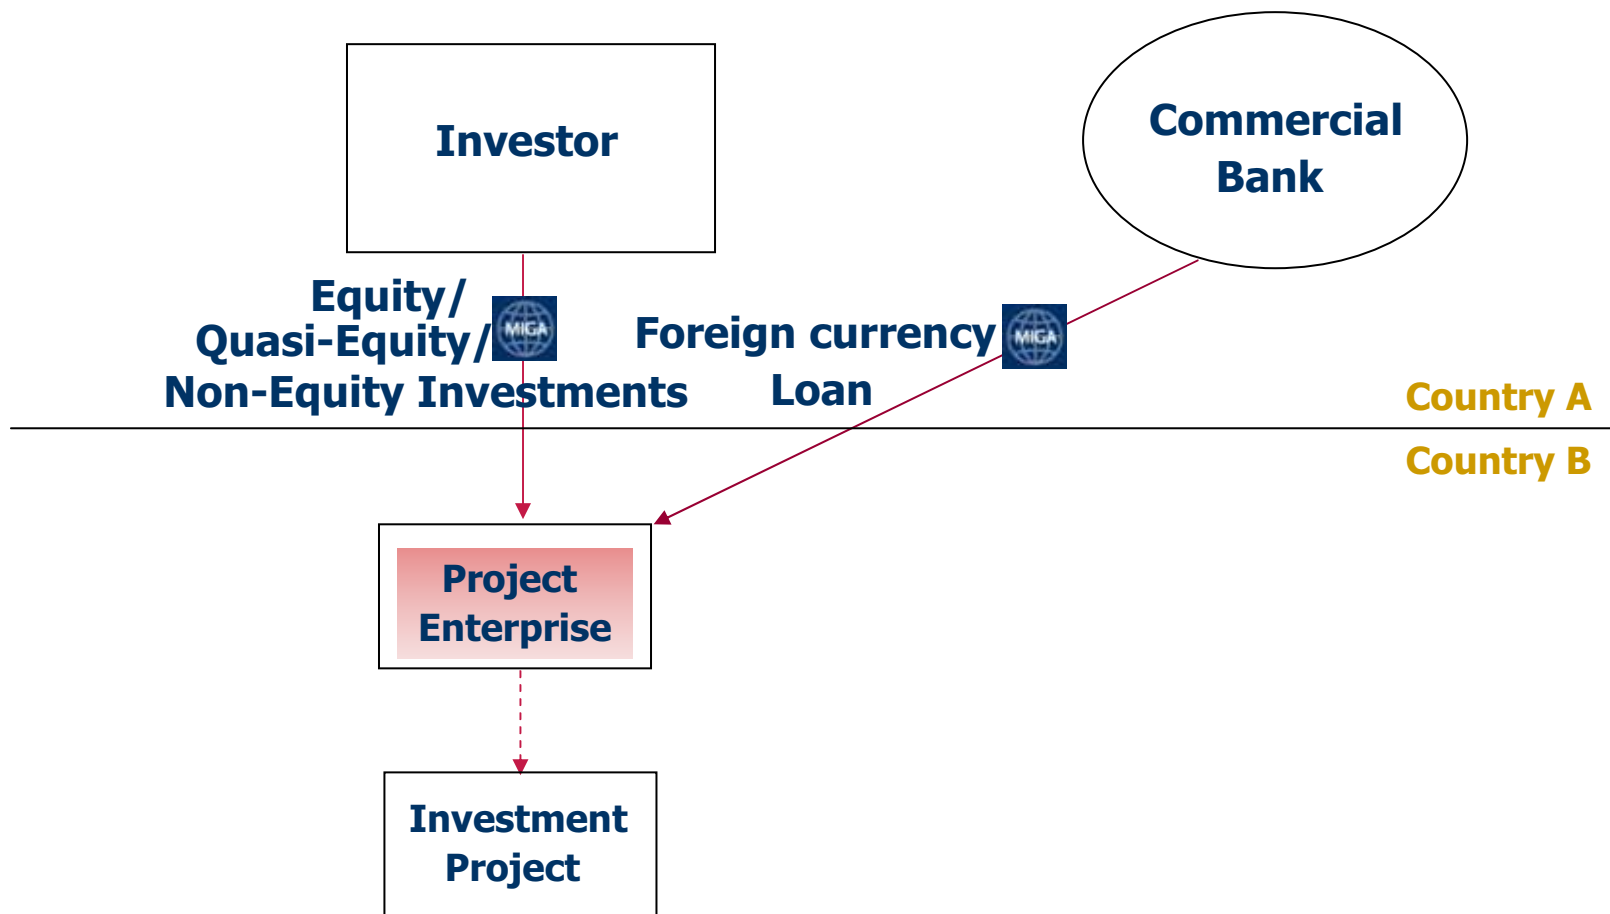 Investor
Commercial
Bank
Equity/
Quasi-Equity/
Non-Equity Investments
MIGA
Foreign currency
Loan
MIGA
Country A
Country B
Project
Enterprise
Investment
Project